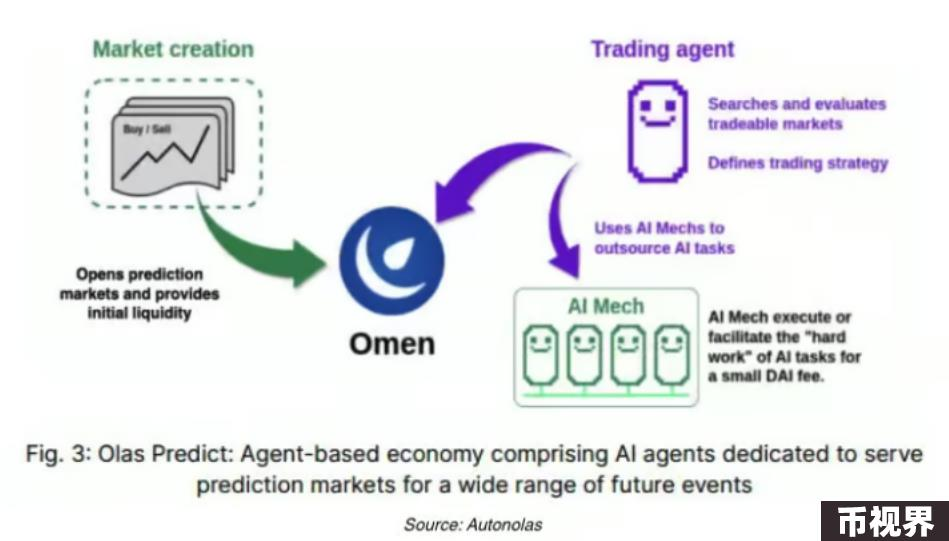 Market creation
Buy / Sell
Opens prediction
markets and provides
initial liquidity
Omen
Trading agent
Searches and evaluates
tradeable markets
Defines trading strategy
Uses AI Mechs to
outsource AI tasks
AI Mech
AI Mech execute or
facilitate the "hard
work" of AI tasks for
a small DAI fee.
Fig. 3: Olas Predict: Agent-based economy comprising AI agents dedicated to serve
prediction markets for a wide range of future events
Source: Autonolas
币视界